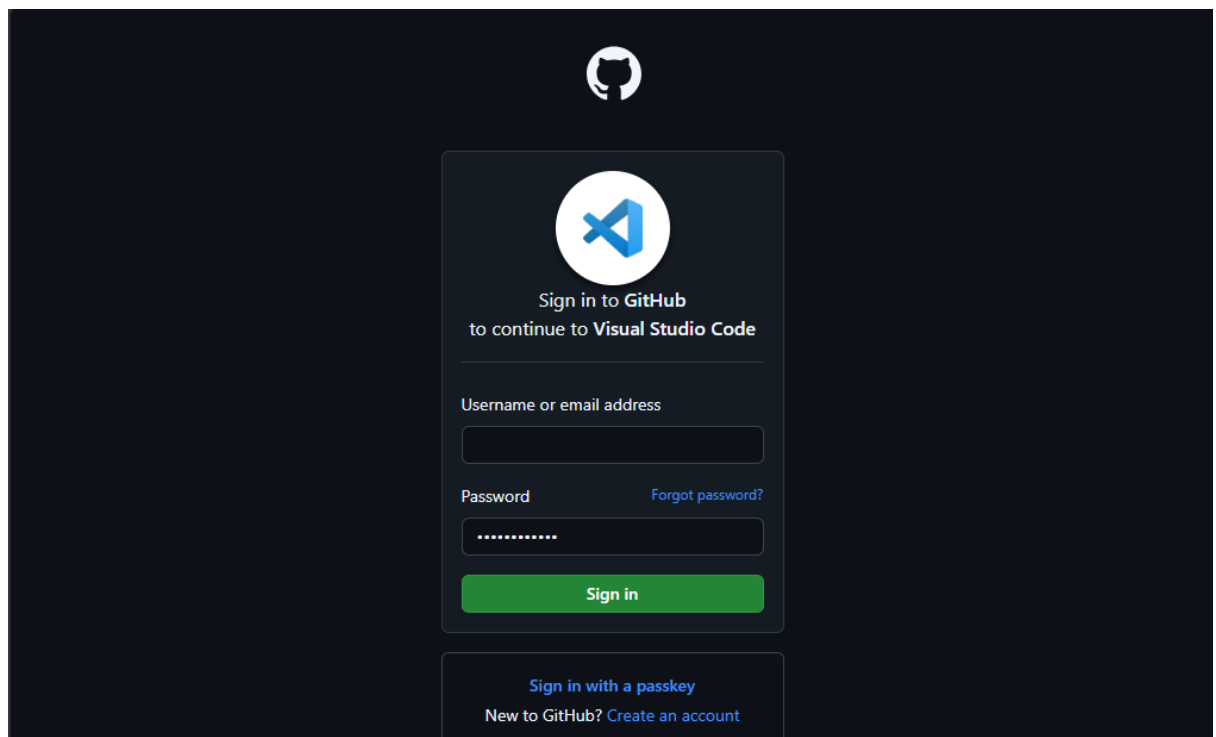 Sign in to GitHub
to continue to Visual Studio Code
Username or email address
Password Forgot password?
••••••••••••
Sign in
Sign in with a passkey
New to GitHub? Create an account